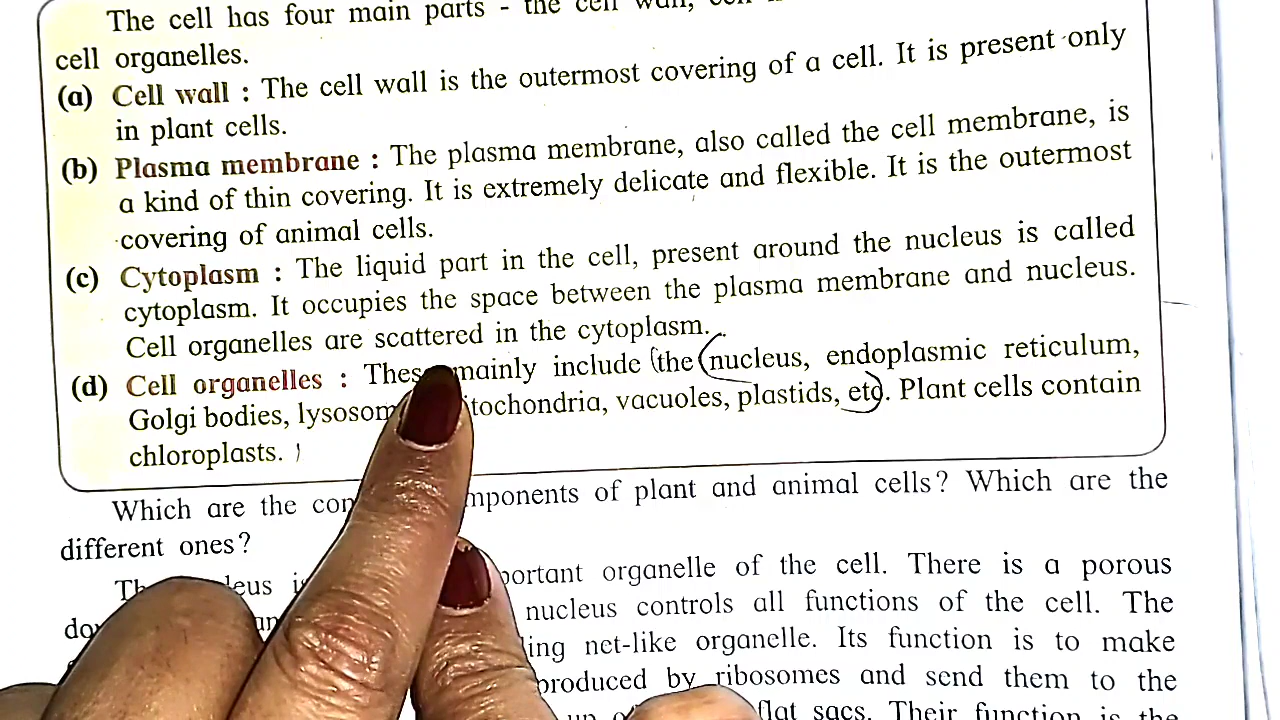 The cell has four main parts - the cell wall, cell
cell organelles.
(a) Cell wall : The cell wall is the outermost covering of a cell. It is present only
in plant cells.
(b) Plasma membrane : The plasma membrane, also called the cell membrane, is
a kind of thin covering. It is extremely delicate and flexible. It is the outermost
covering of animal cells.
(c) Cytoplasm : The liquid part in the cell, present around the nucleus is called
cytoplasm. It occupies the space between the plasma membrane and nucleus.
Cell organelles are scattered in the cytoplasm.
(d) Cell organelles : These mainly include (the nucleus, endoplasmic reticulum,
Golgi bodies, lysosom itochondria, vacuoles, plastids, etc). Plant cells contain
chloroplasts.
Which are the mponents of plant and animal cells? Which are the
different ones?
portant organelle of the cell. There is a porous
nucleus controls all functions of the cell. The
net-like organelle. Its function is to make
produced by ribosomes and send them to the
flat sacs. Their function is the